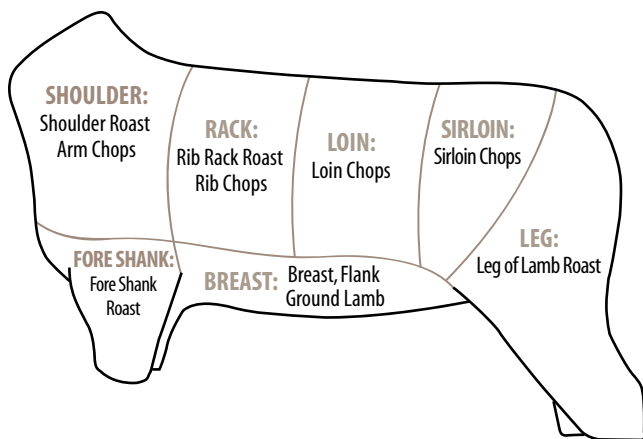 SHOULDER:
Shoulder Roast
Arm Chops
RACK:
Rib Rack Roast
Rib Chops
LOIN:
Loin Chops
SIRLOIN:
Sirloin Chops
LEG:
Leg of Lamb Roast
FORE SHANK:
Fore Shank
Roast
BREAST: Breast, Flank
Ground Lamb